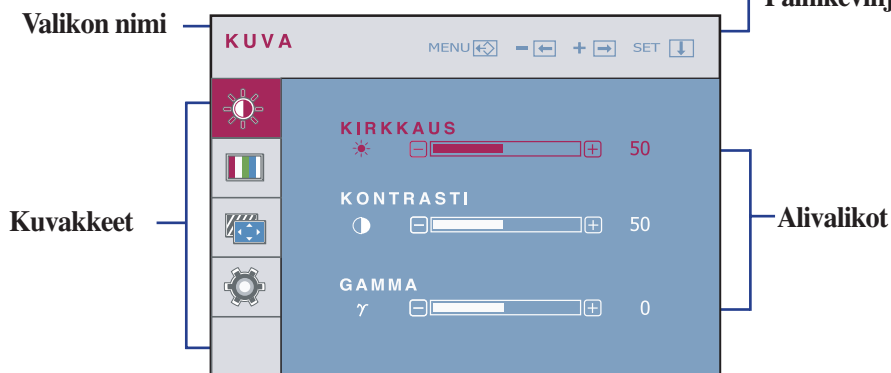 Valikon nimi
KUVA
MENU - + SET
KIRKKAUS
50
KONTRASTI
50
GAMMA
γ 0
Kuvakkeet
Alivalikot